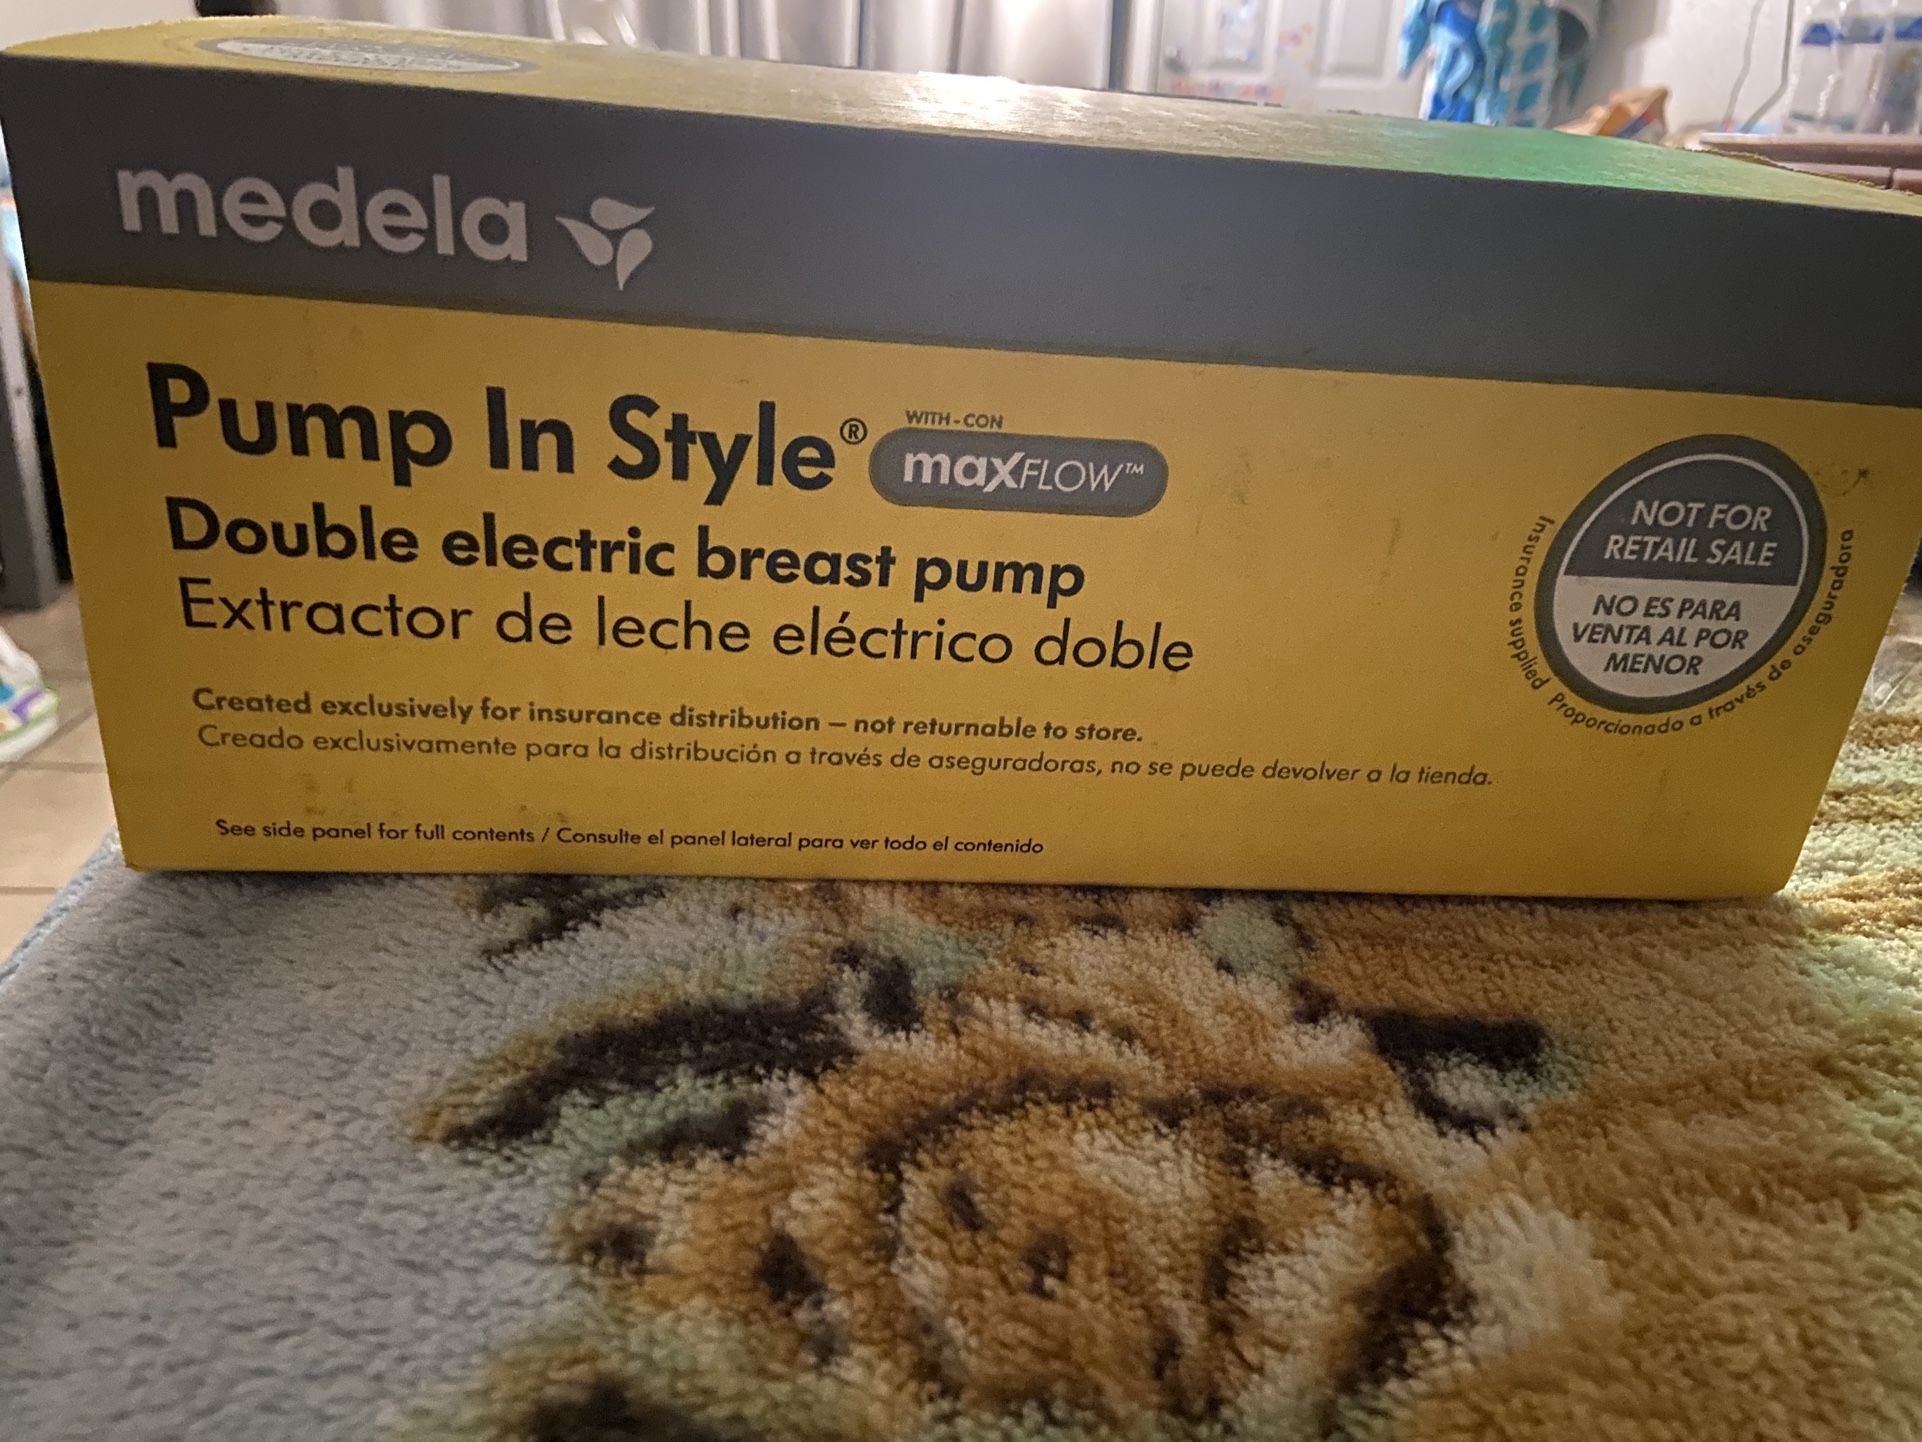 medela
Pump In Style®
WITH-CON
maxFLOW™
Double electric breast pump
Extractor de leche eléctrico doble
Created exclusively for insurance distribution – not returnable to store.
Creado exclusivamente para la distribución a través de aseguradoras, no se puede devolver a la tienda.
See side panel for full contents / Consulte el panel lateral para ver todo el contenido
NOT FOR
RETAIL SALE
NO ES PARA
VENTA AL POR
MENOR
Insurance supplied Proporcionado a través de aseguradora